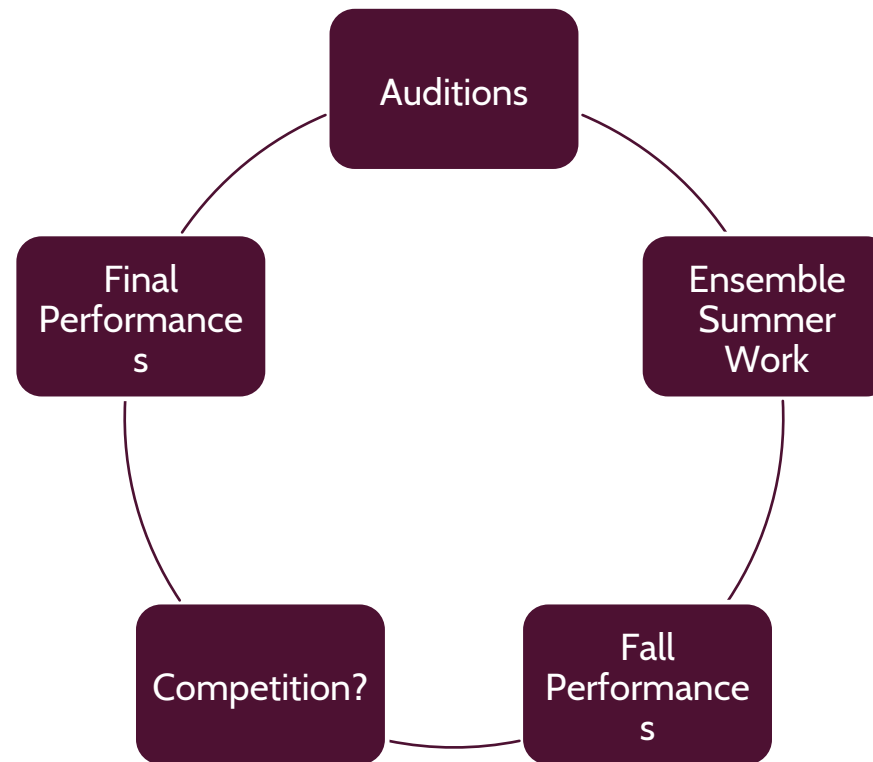 Auditions
Ensemble
Summer
Work
Fall
Performance
s
Competition?
Final
Performance
s